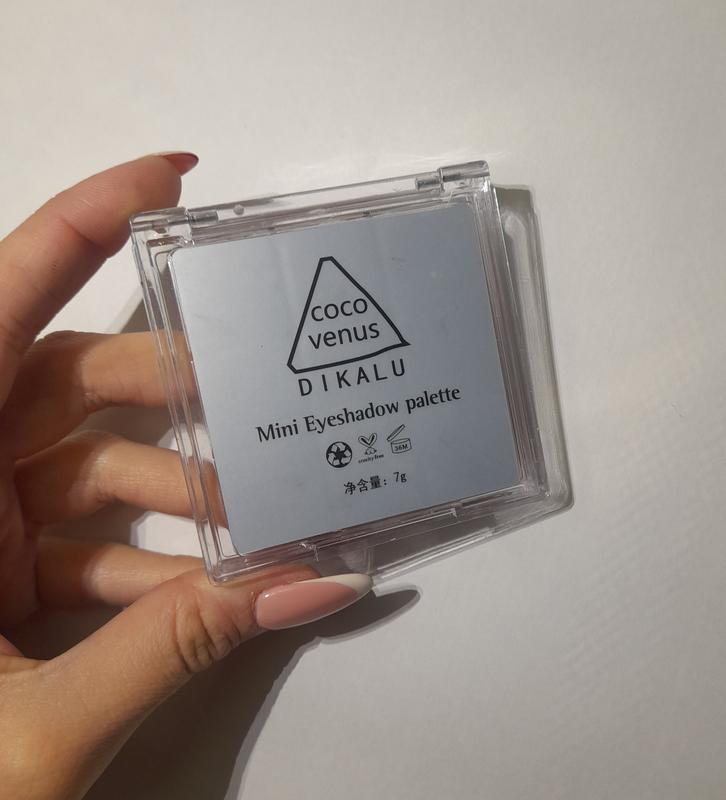 coco
venus
DIKALU
Mini Eyeshadow palette
cruelty free
36M
净含量：7g